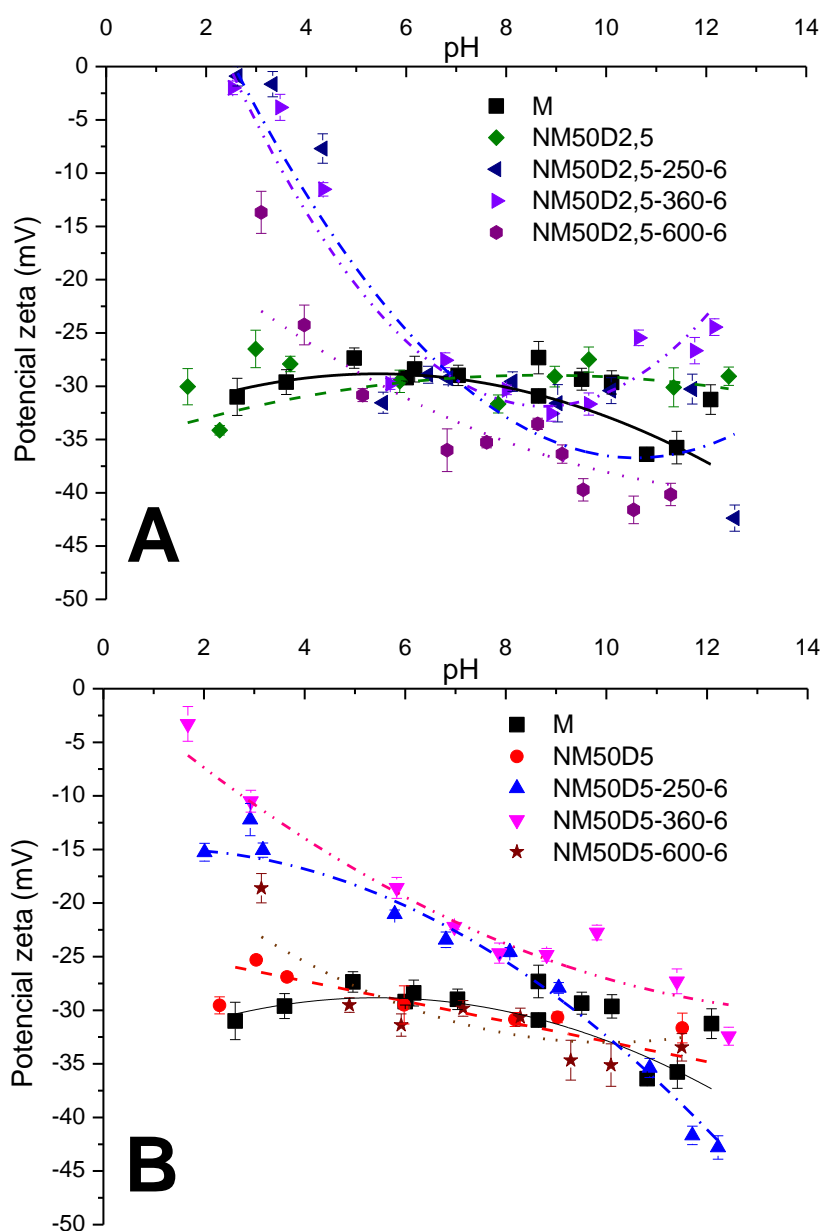 0 2 4 6 8 10 12 14
pH
0
-5
-10
-15
-20
-25
-30
-35
-40
-45
-50
Potencial zeta (mV)
M
NM50D2,5
NM50D2,5-250-6
NM50D2,5-360-6
NM50D2,5-600-6
A
0 2 4 6 8 10 12 14
pH
0
-5
-10
-15
-20
-25
-30
-35
-40
-45
-50
Potencial zeta (mV)
M
NM50D5
NM50D5-250-6
NM50D5-360-6
NM50D5-600-6
B